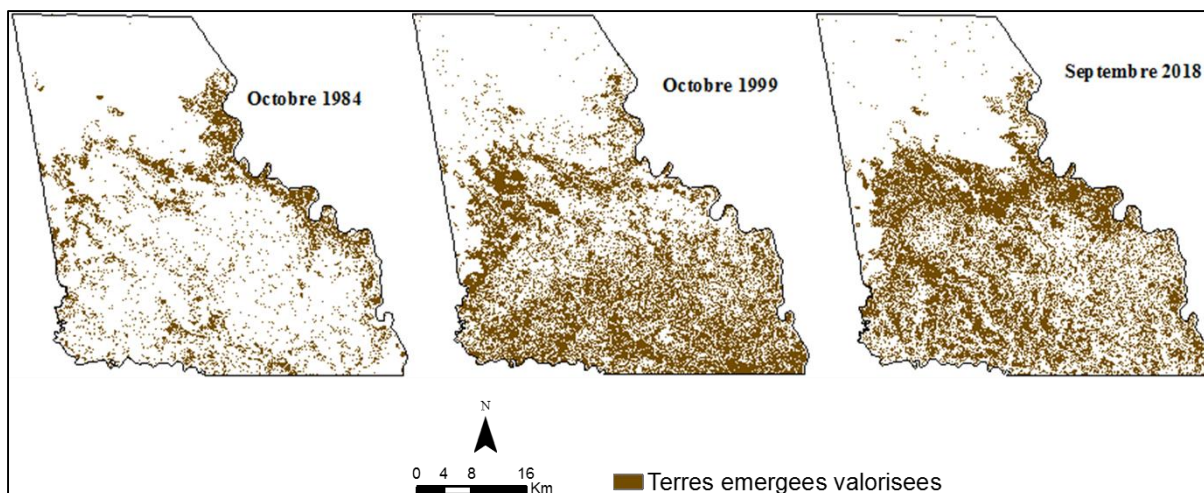 Octobre 1984
Octobre 1999
Septembre 2018
N
0 4 8 16
Km
Terres emergees valorisees